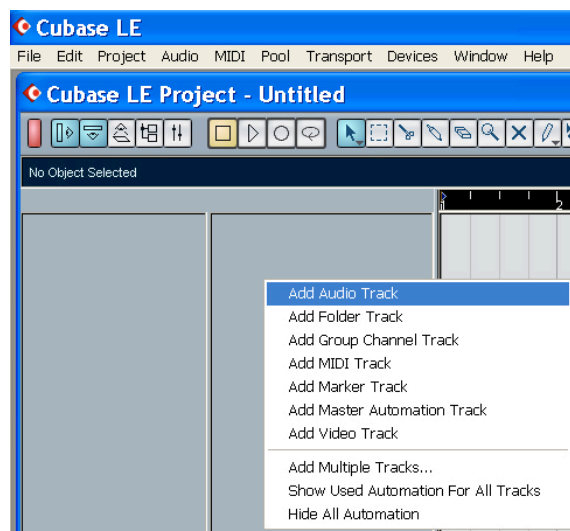 Cubase LE
File Edit Project Audio MIDI Pool Transport Devices Window Help
Cubase LE Project - Untitled
No Object Selected
1 2
Add Audio Track
Add Folder Track
Add Group Channel Track
Add MIDI Track
Add Marker Track
Add Master Automation Track
Add Video Track
Add Multiple Tracks...
Show Used Automation For All Tracks
Hide All Automation